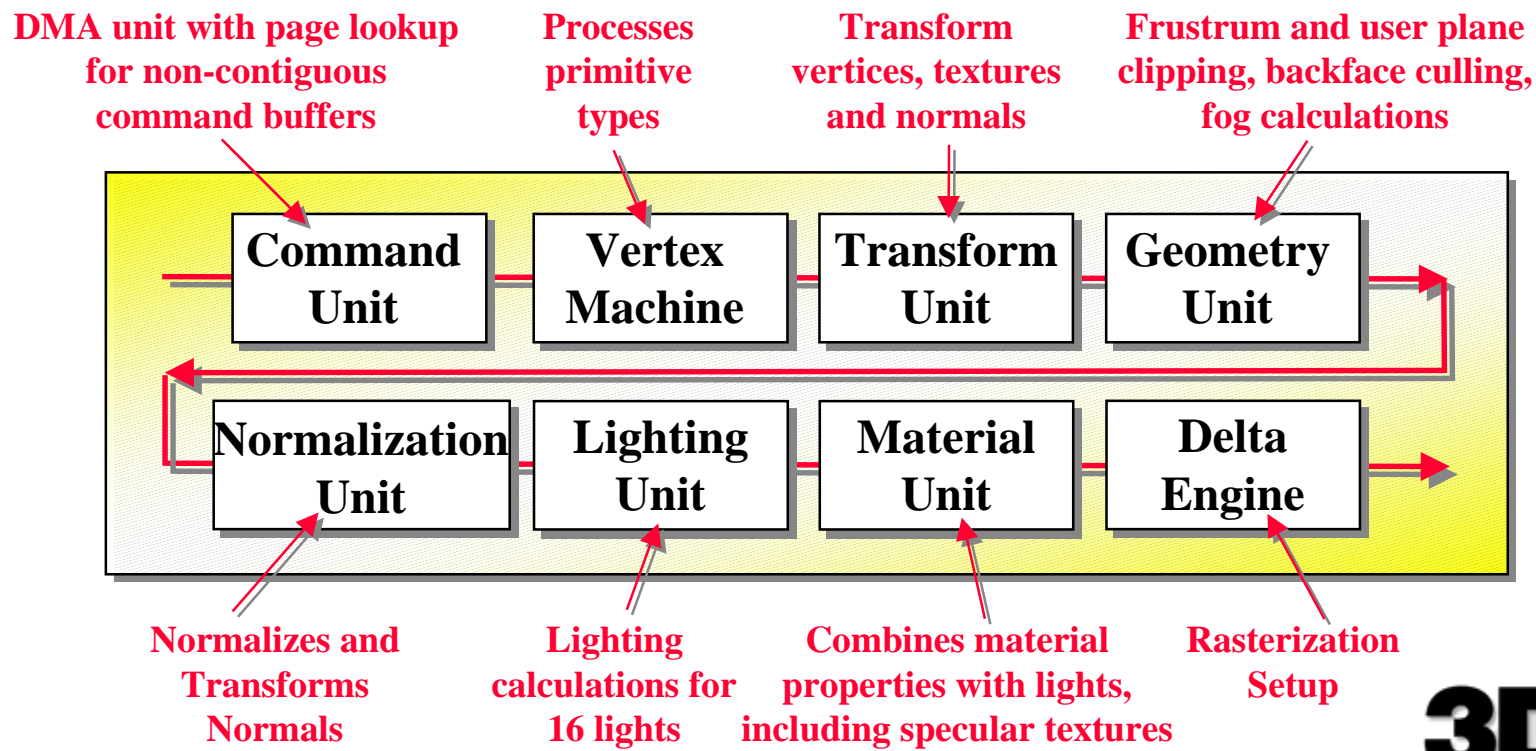 DMA unit with page lookup
for non-contiguous
command buffers
Processes
primitive
types
Transform
vertices, textures
and normals
Frustrum and user plane
clipping, backface culling,
fog calculations
Command
Unit
Vertex
Machine
Transform
Unit
Geometry
Unit
Normalization
Unit
Lighting
Unit
Material
Unit
Delta
Engine
Normalizes and
Transforms
Normals
Lighting
calculations for
16 lights
Combines material
properties with lights,
including specular textures
Rasterization
Setup
3D